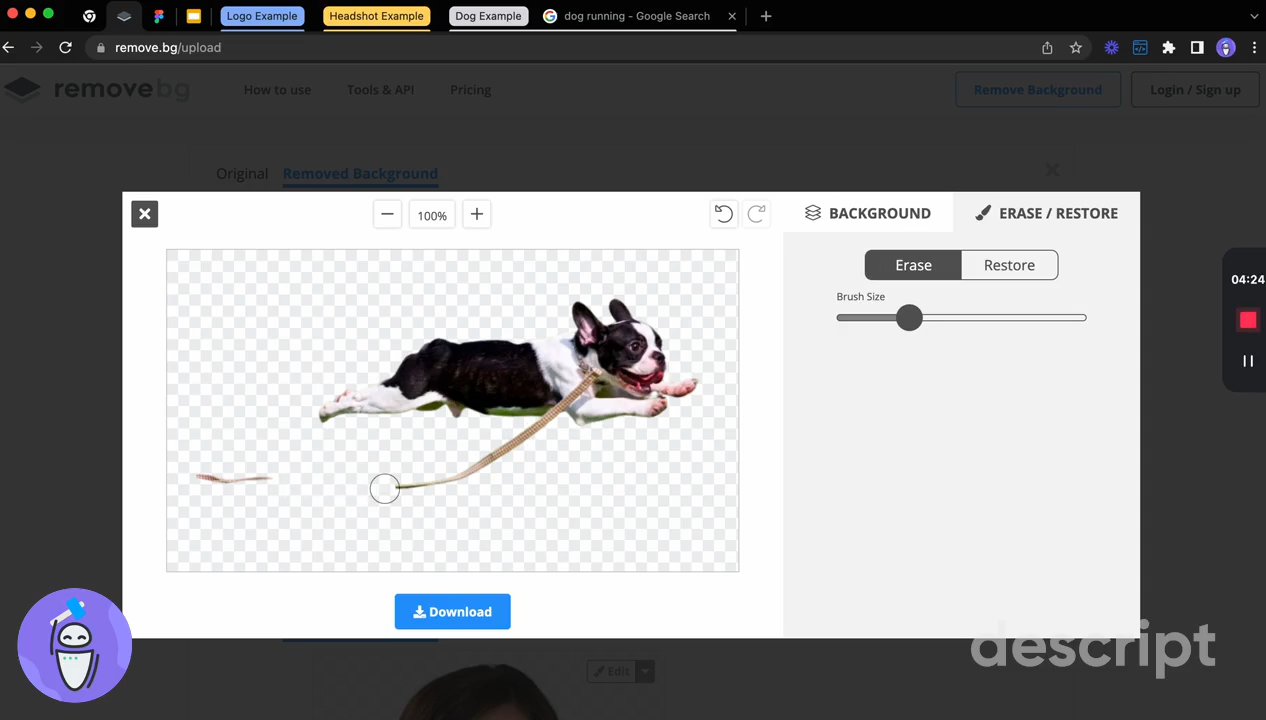 Logo Example
Headshot Example
Dog Example
dog running - Google Search
remove.bg/upload
removebg
How to use
Tools & API
Pricing
Remove Background
Login / Sign up
Original
Removed Background
100%
BACKGROUND
ERASE / RESTORE
Erase
Restore
Brush Size
04:24
Download
Edit
descript